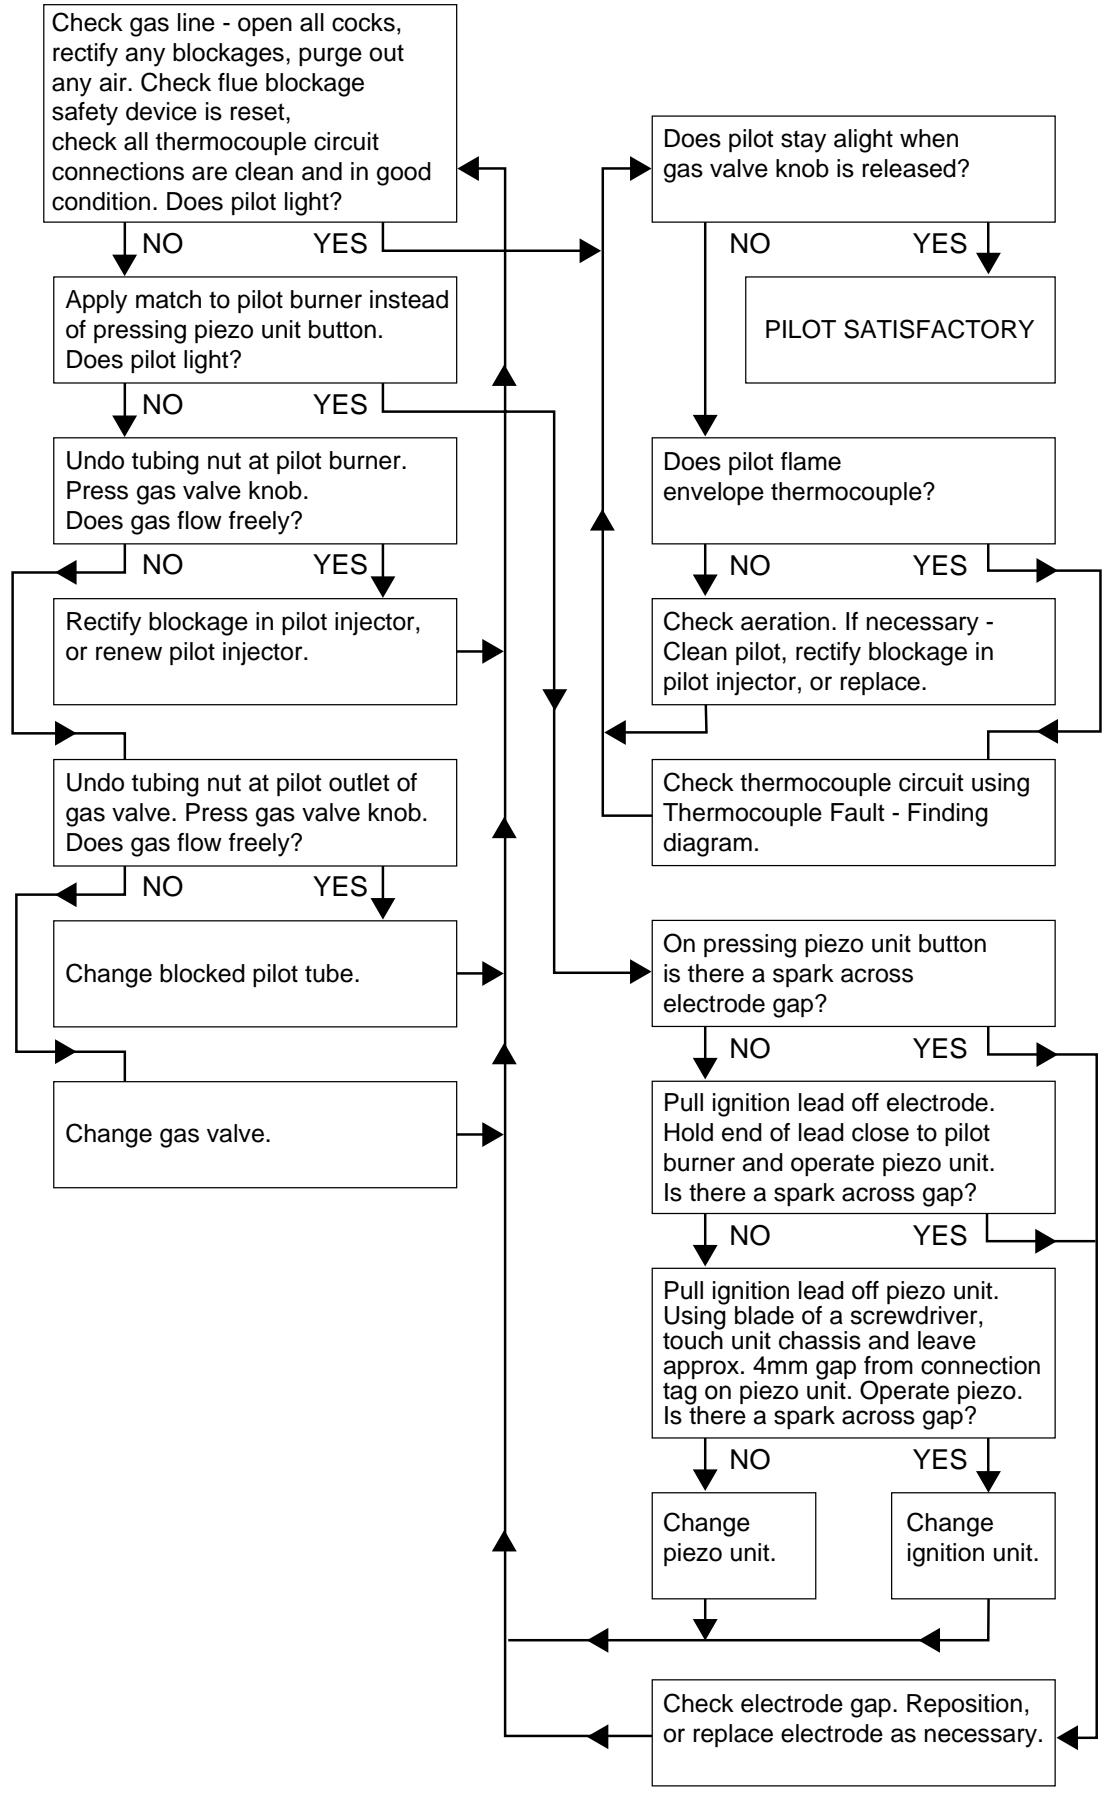 Check gas line - open all cocks,
rectify any blockages, purge out
any air. Check flue blockage
safety device is reset,
check all thermocouple circuit
connections are clean and in good
condition. Does pilot light?
NO
YES
Apply match to pilot burner instead
of pressing piezo unit button.
Does pilot light?
NO
YES
Undo tubing nut at pilot burner.
Press gas valve knob.
Does gas flow freely?
NO
YES
Rectify blockage in pilot injector,
or renew pilot injector.
Undo tubing nut at pilot outlet of
gas valve. Press gas valve knob.
Does gas flow freely?
NO
YES
Change blocked pilot tube.
Change gas valve.
Does pilot stay alight when
gas valve knob is released?
NO
YES
PILOT SATISFACTORY
Does pilot flame
envelope thermocouple?
NO
YES
Check aeration. If necessary -
Clean pilot, rectify blockage in
pilot injector, or replace.
Check thermocouple circuit using
Thermocouple Fault - Finding
diagram.
On pressing piezo unit button
is there a spark across
electrode gap?
NO
YES
Pull ignition lead off electrode.
Hold end of lead close to pilot
burner and operate piezo unit.
Is there a spark across gap?
NO
YES
Pull ignition lead off piezo unit.
Using blade of a screwdriver,
touch unit chassis and leave
approx. 4mm gap from connection
tag on piezo unit. Operate piezo.
Is there a spark across gap?
NO
YES
Change
piezo unit.
Change
ignition unit.
Check electrode gap. Reposition,
or replace electrode as necessary.